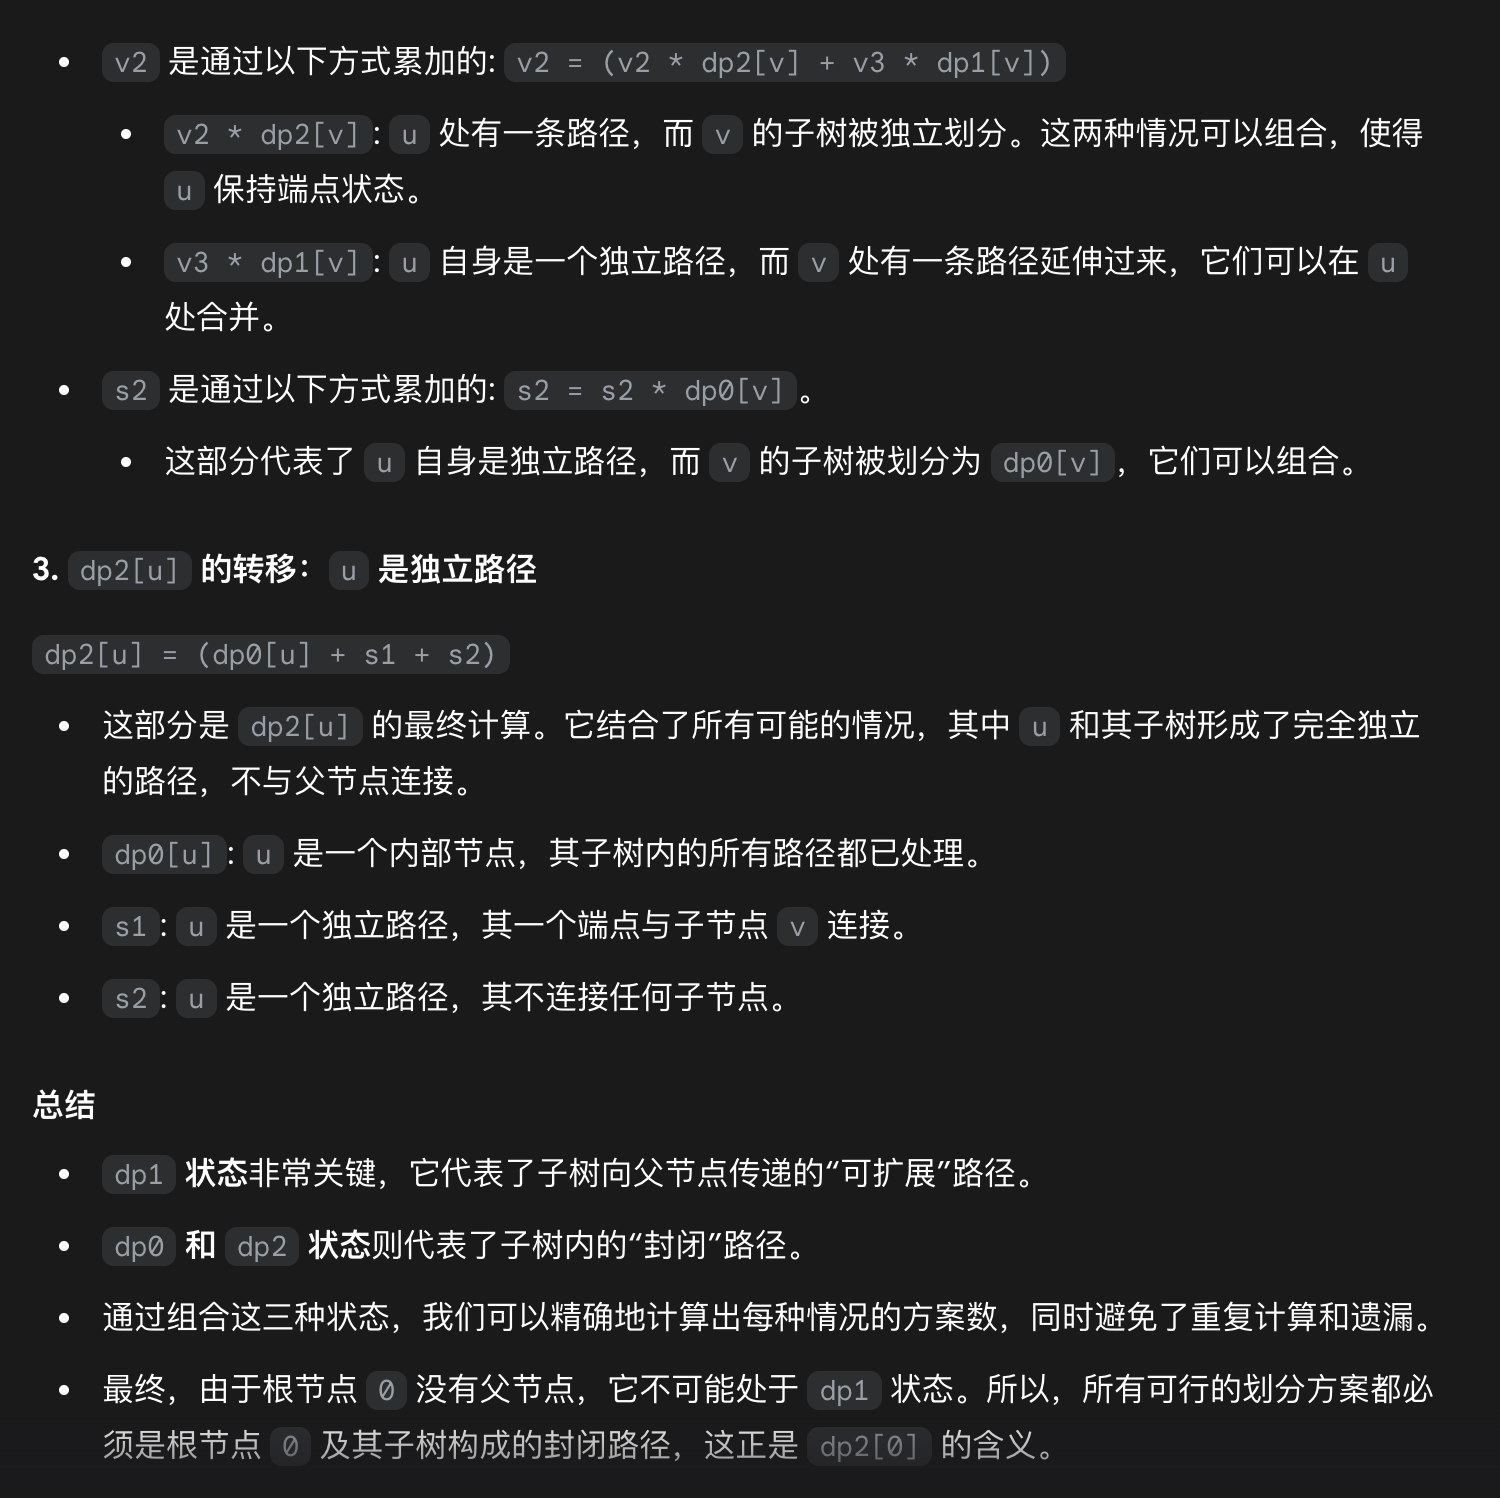 • v2 是通过以下方式累加的: v2 = (v2 * dp2[v] + v3 * dp1[v])
• v2 * dp2[v]: u 处有一条路径，而 v 的子树被独立划分。这两种情况可以组合，使得
u 保持端点状态。
• v3 * dp1[v]: u 自身是一个独立路径，而 v 处有一条路径延伸过来，它们可以在 u
处合并。
• s2 是通过以下方式累加的: s2 = s2 * dp0[v]。
• 这部分代表了 u 自身是独立路径，而 v 的子树被划分为 dp0[v]，它们可以组合。
3. dp2[u] 的转移： u 是独立路径
dp2[u] = (dp0[u] + s1 + s2)
• 这部分是 dp2[u] 的最终计算。它结合了所有可能的情况，其中 u 和其子树形成了完全独立
的路径，不与父节点连接。
• dp0[u]: u 是一个内部节点，其子树内的所有路径都已处理。
• s1: u 是一个独立路径，其一个端点与子节点 v 连接。
• s2: u 是一个独立路径，其不连接任何子节点。
总结
• dp1 状态非常关键，它代表了子树向父节点传递的“可扩展”路径。
• dp0 和 dp2 状态则代表了子树内的“封闭”路径。
• 通过组合这三种状态，我们可以精确地计算出每种情况的方案数，同时避免了重复计算和遗漏。
• 最终，由于根节点 0 没有父节点，它不可能处于 dp1 状态。所以，所有可行的划分方案都必
须是根节点 0 及其子树构成的封闭路径，这正是 dp2[0] 的含义。